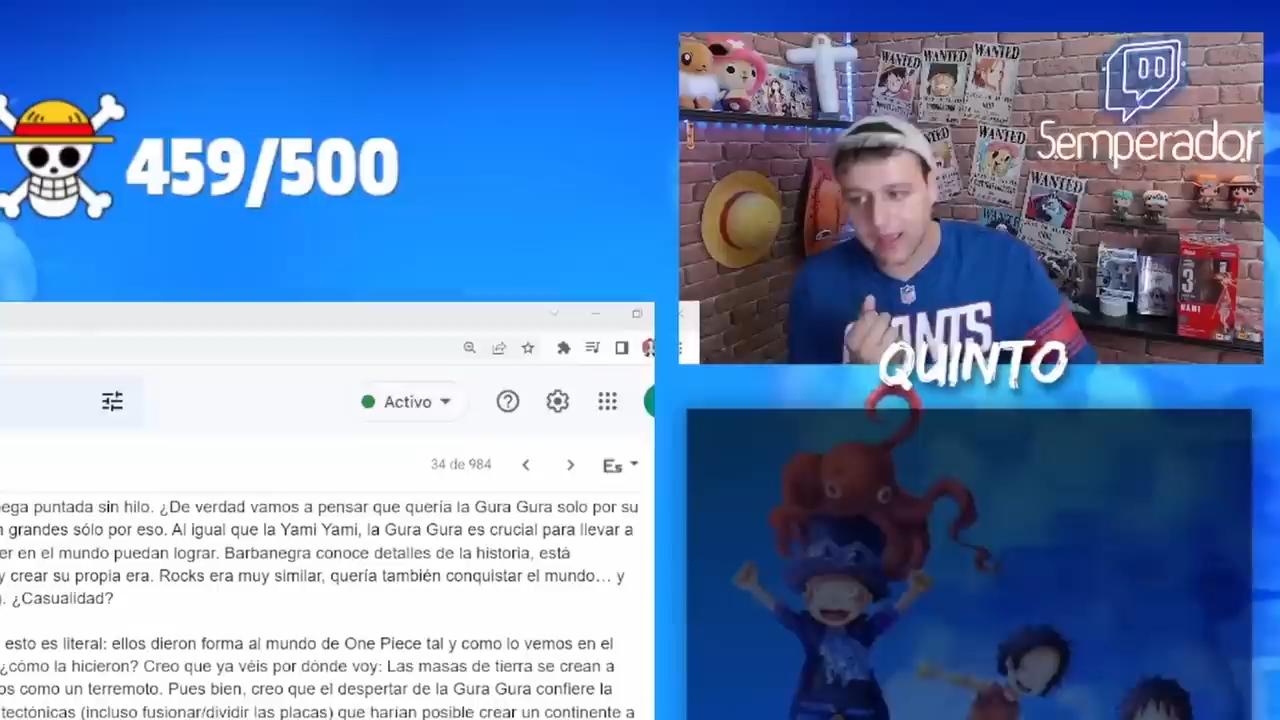 459/500
WANTED
WANTED
WANTED
WANTED
WANTED
Semperador
3
NAMI
QUINTO
Activo
34 de 984
Es
puntada sin hilo. ¿De verdad vamos a pensar que quería la Gura Gura solo por su
grandes sólo por eso. Al igual que la Yami Yami, la Gura Gura es crucial para llevar a
er en el mundo puedan lograr. Barbanegra conoce detalles de la historia, está
y crear su propia era. Rocks era muy similar, quería también conquistar el mundo… y
). ¿Casualidad?
esto es literal: ellos dieron forma al mundo de One Piece tal y como lo vemos en el
¿cómo la hicieron? Creo que ya véis por dónde voy: Las masas de tierra se crean a
os como un terremoto. Pues bien, creo que el despertar de la Gura Gura confiere la
tectónicas (incluso fusionar/dividir las placas) que harían posible crear un continente a